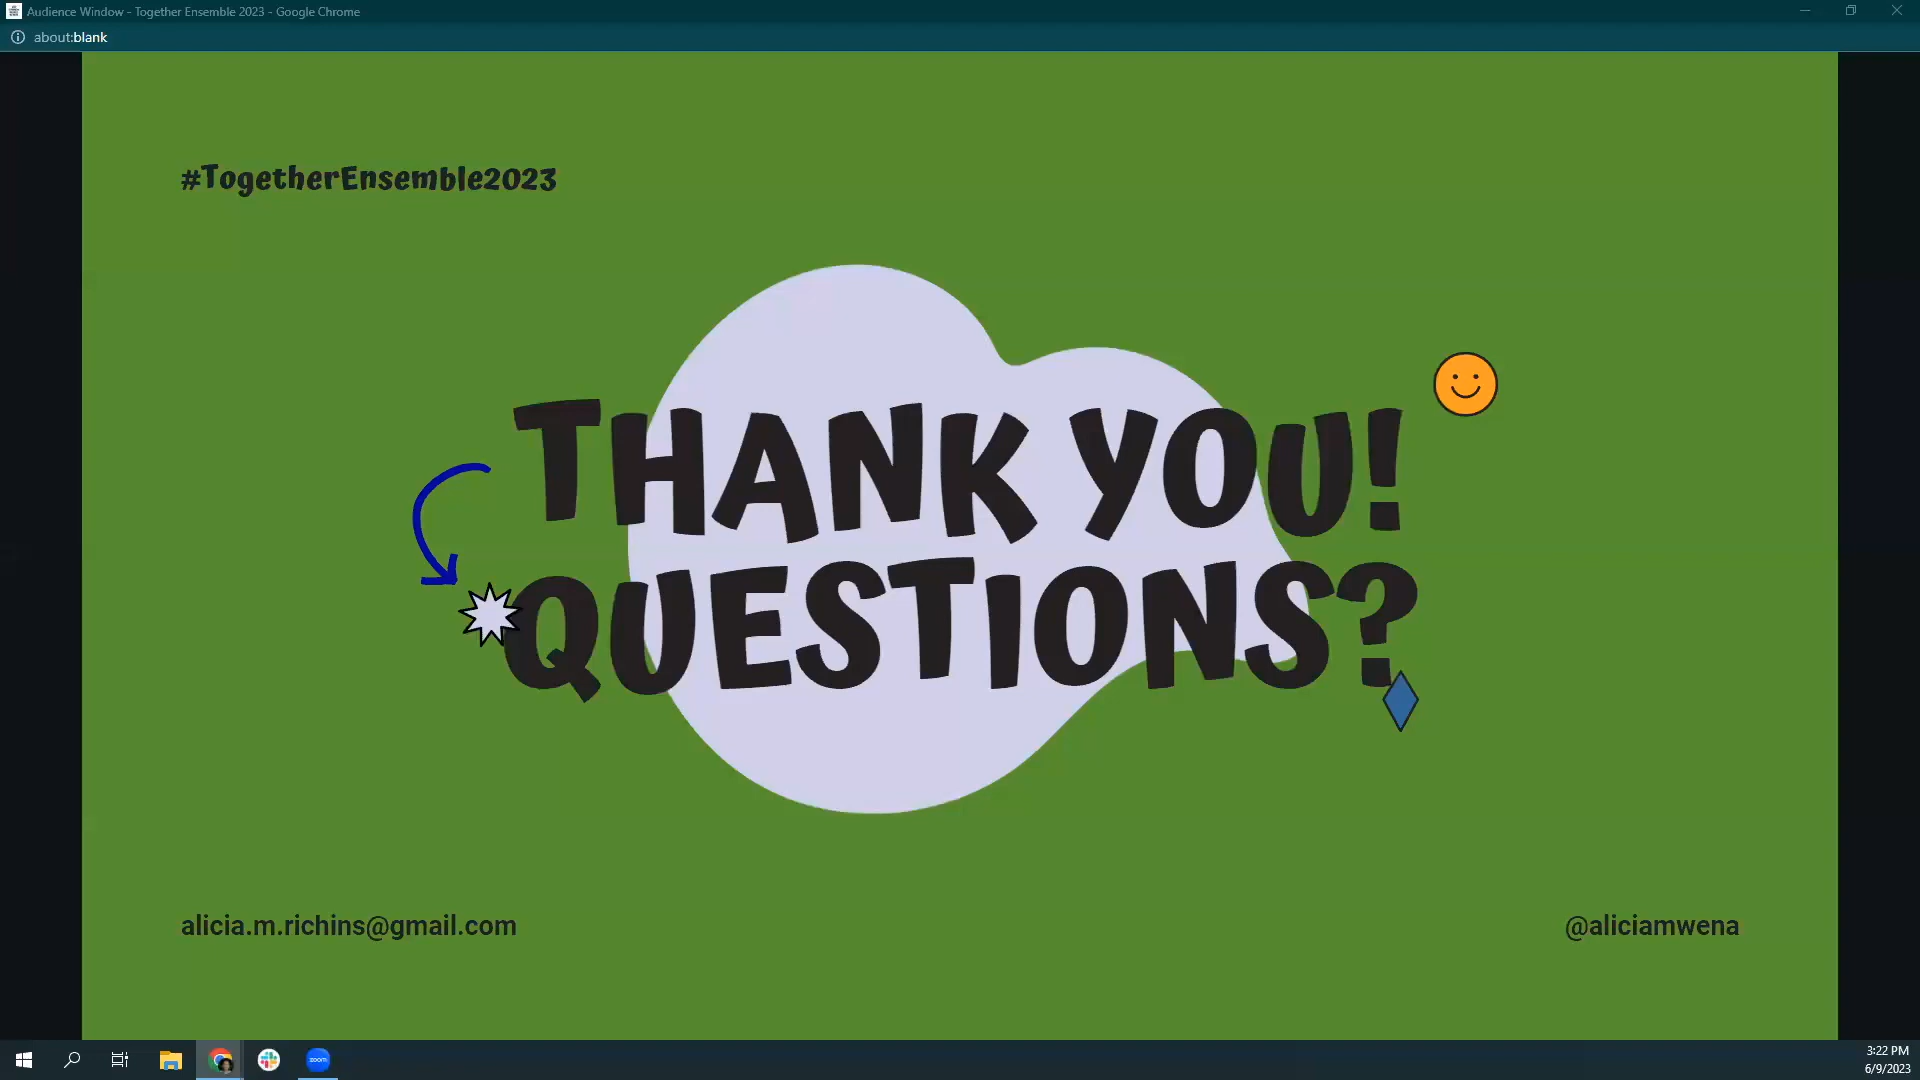 Audience Window - Together Ensemble 2023 - Google Chrome
about:blank
#TogetherEnsemble2023
THANK YOU!
QUESTIONS?
alicia.m.richins@gmail.com
@aliciamwena
zoom
3:22 PM
6/9/2023